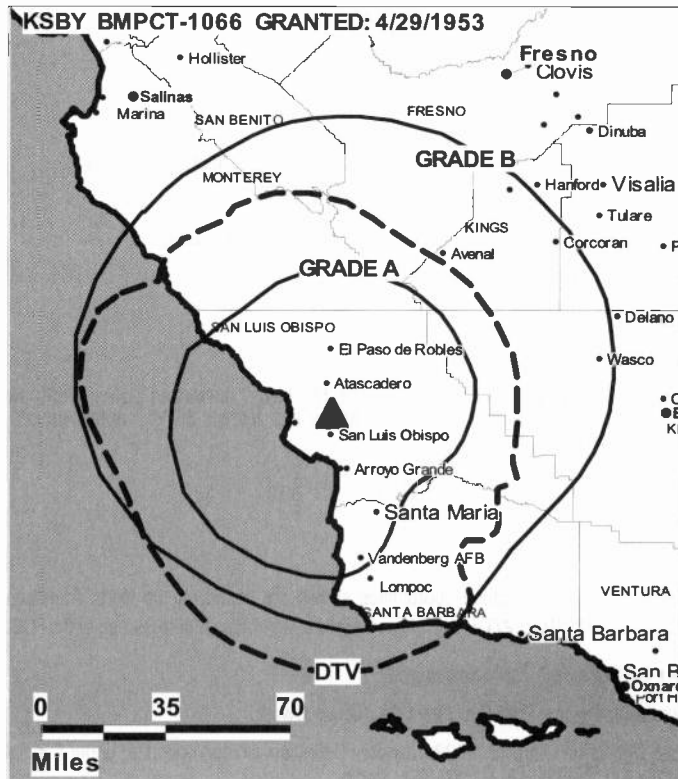 KSBY BMPCT-1066 GRANTED: 4/29/1953
Hollister
Fresno
Clovis
Salinas
Marina
FRESNO
SAN BENITO
Dinuba
GRADE B
MONTEREY
Hanford
Visalia
Tulare
KINGS
Avenal
Corcoran
GRADE A
SAN LUIS OBISPO
Delano
El Paso de Robles
Wasco
Atascadero
San Luis Obispo
Arroyo Grande
Santa Maria
Vandenberg AFB
Lompoc
VENTURA
SANTA BARBARA
Santa Barbara
DTV
San B
Oxnard
Port H
0 35 70
Miles